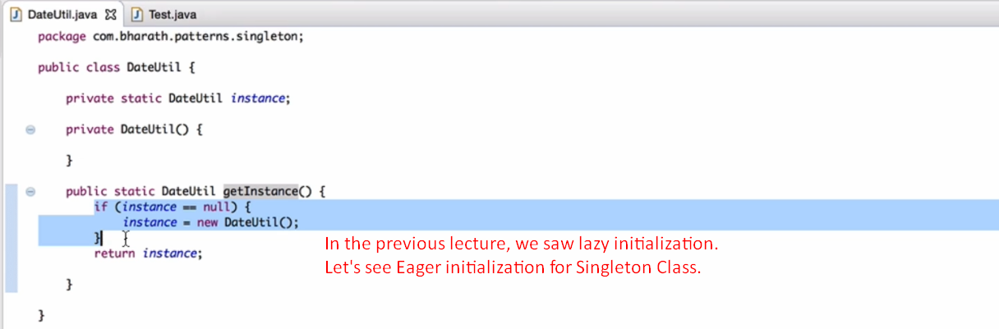 DateUtil.java Test.java
package com.bharath.patterns.singleton;
public class DateUtil {
private static DateUtil instance;
private DateUtil() {
}
public static DateUtil getInstance() {
if (instance == null) {
instance = new DateUtil();
}
return instance;
In the previous lecture, we saw lazy initialization.
Let's see Eager initialization for Singleton Class.
}
}